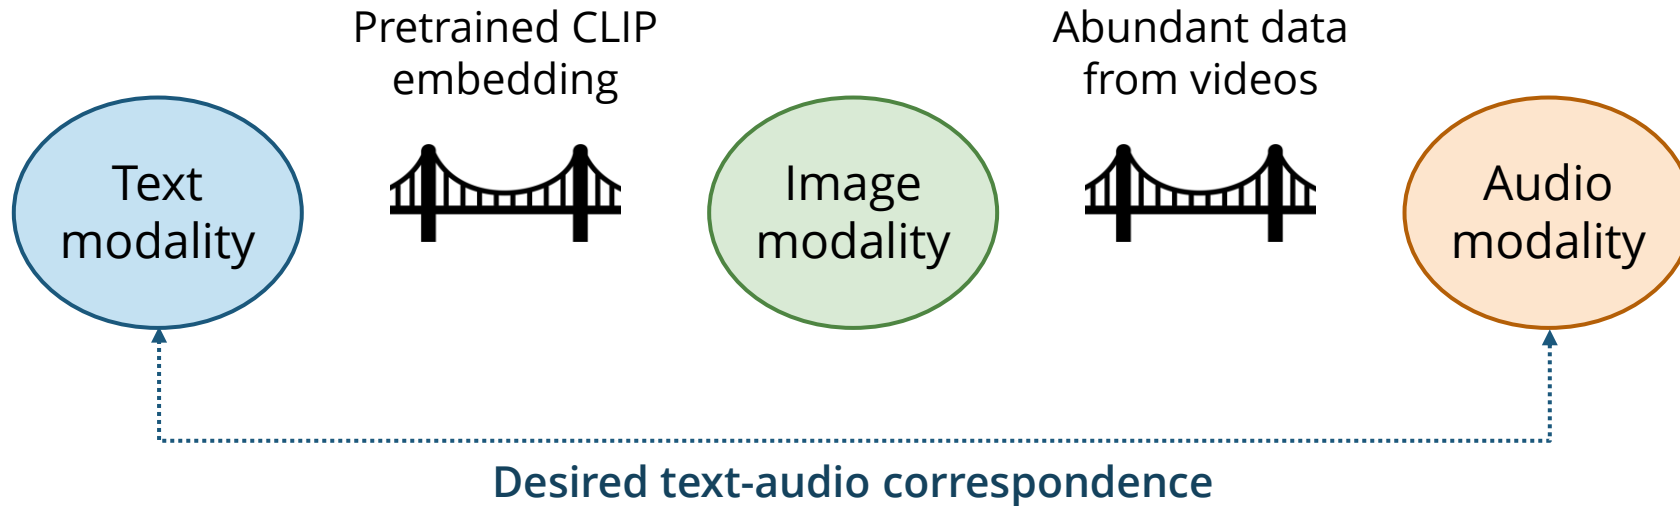 Pretrained CLIP
embedding
Abundant data
from videos
Text
modality
Image
modality
Audio
modality
Desired text-audio correspondence